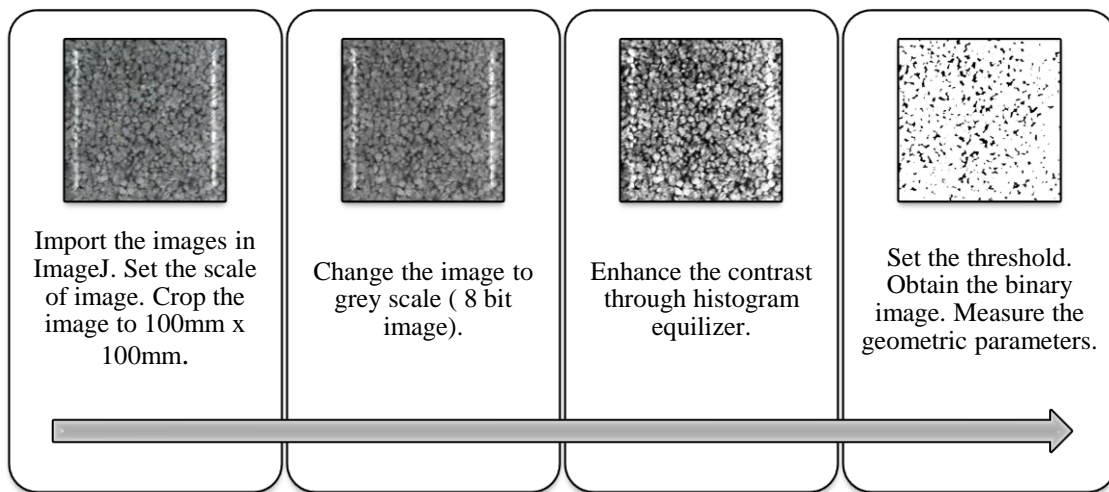 Import the images in
ImageJ. Set the scale
of image. Crop the
image to 100mm x
100mm.
Change the image to
grey scale ( 8 bit
image).
Enhance the contrast
through histogram
equilizer.
Set the threshold.
Obtain the binary
image. Measure the
geometric parameters.